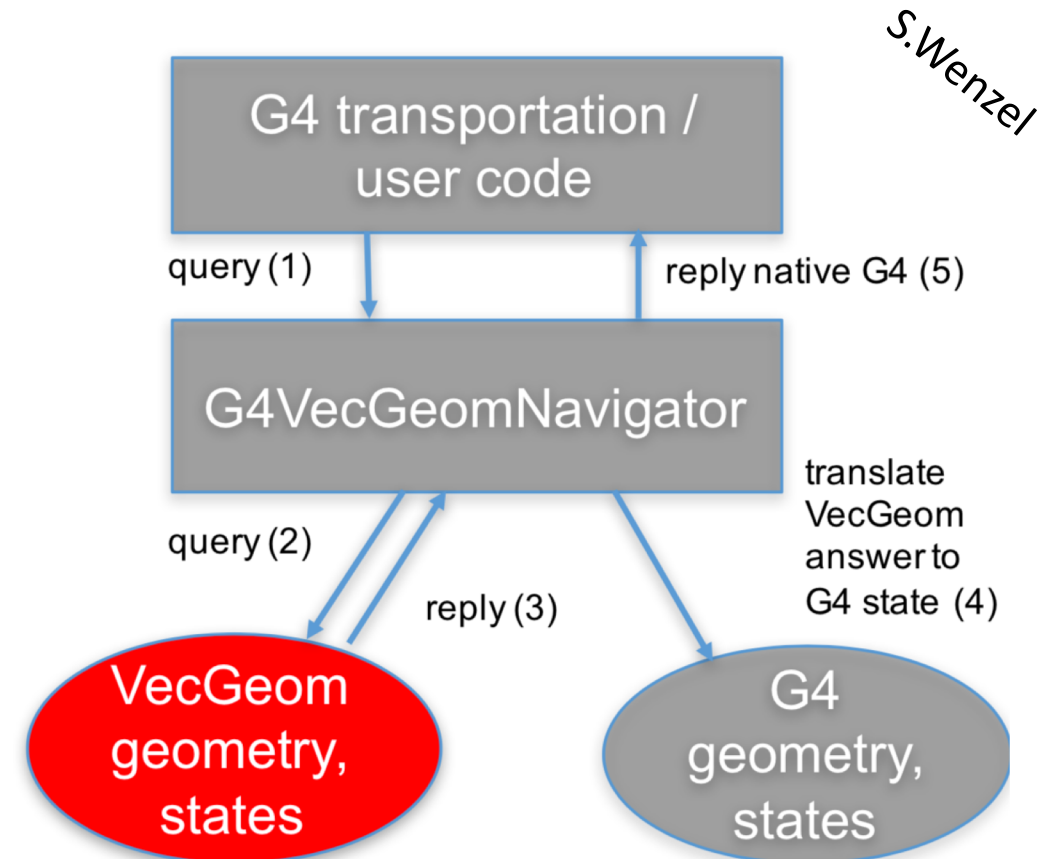 S.Wenzel
G4 transportation /
user code
query (1)
reply native G4 (5)
G4VecGeomNavigator
translate
VecGeom
answer to
G4 state (4)
query (2)
reply (3)
VecGeom
geometry,
states
G4
geometry,
states